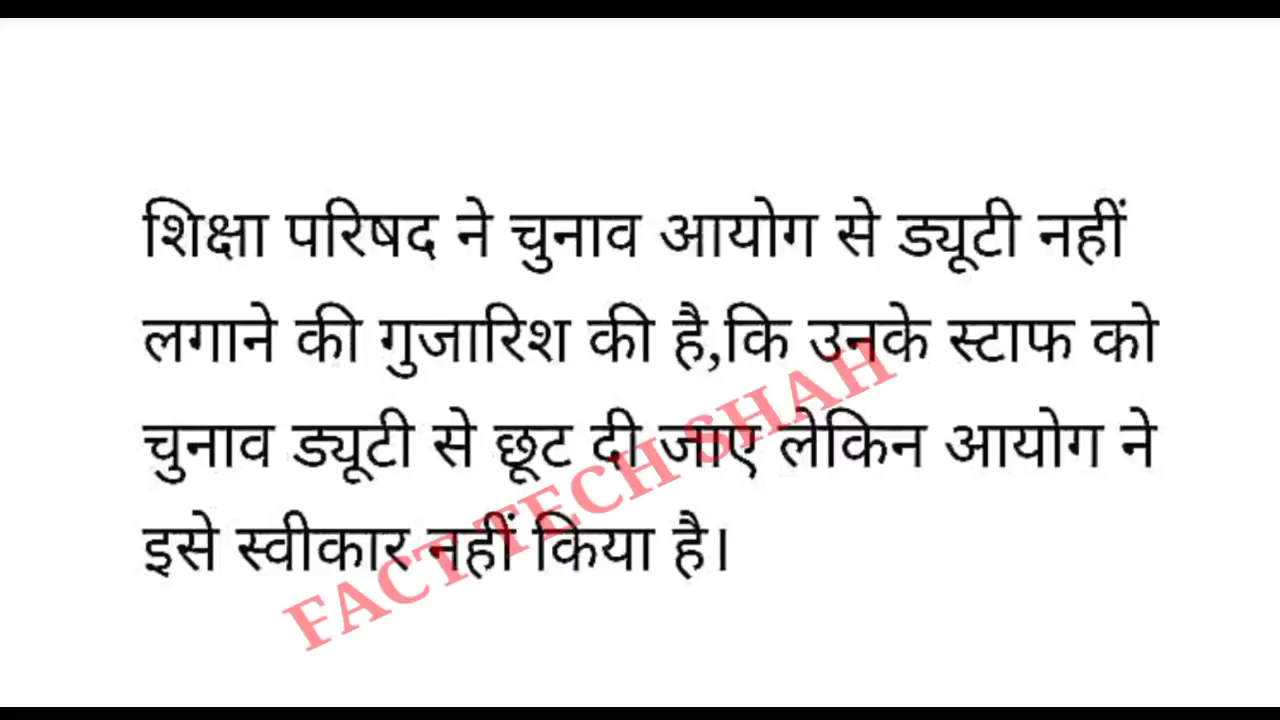 शिक्षा परिषद ने चुनाव आयोग से ड्यूटी नहीं
लगाने की गुजारिश की है,कि उनके स्टाफ को
चुनाव ड्यूटी से छूट दी जाए लेकिन आयोग ने
इसे स्वीकार नहीं किया है।
FACT TECH SHAH